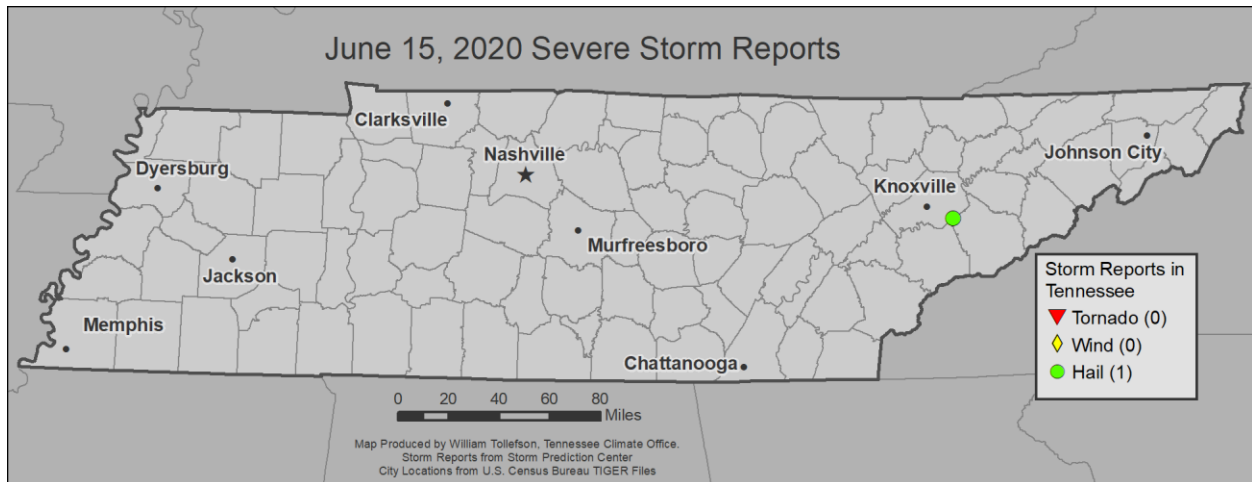 June 15, 2020 Severe Storm Reports
Clarksville
Nashville
Dyersburg
Johnson City
Knoxville
Murfreesboro
Jackson
Memphis
Chattanooga
Storm Reports in
Tennessee
Tornado (0)
Wind (0)
Hail (1)
0 20 40 60 80
Miles
Map Produced by William Tollefson, Tennessee Climate Office.
Storm Reports from Storm Prediction Center
City Locations from U.S. Census Bureau TIGER Files